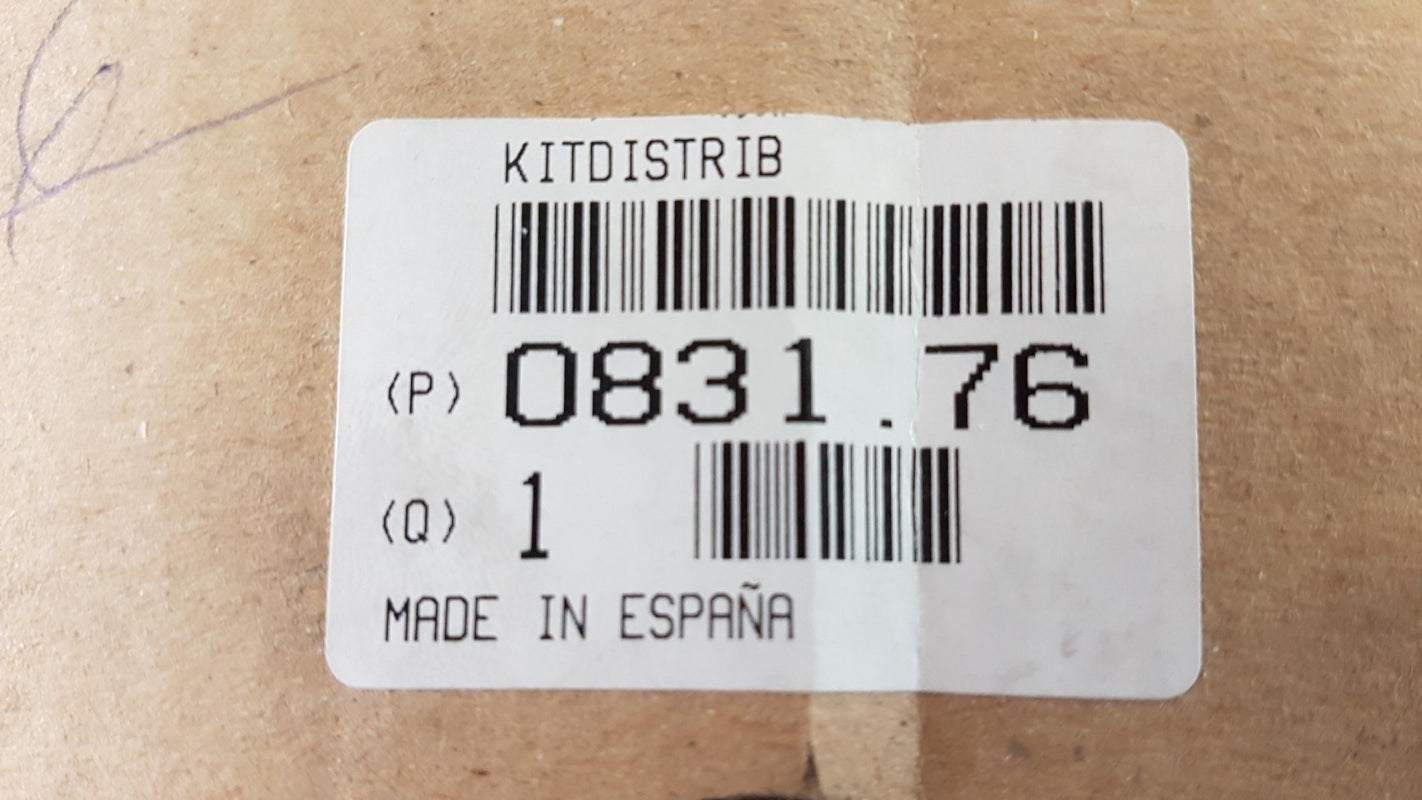 KITDISTRIB
(P) 0831.76
(Q) 1
MADE IN ESPAÑA